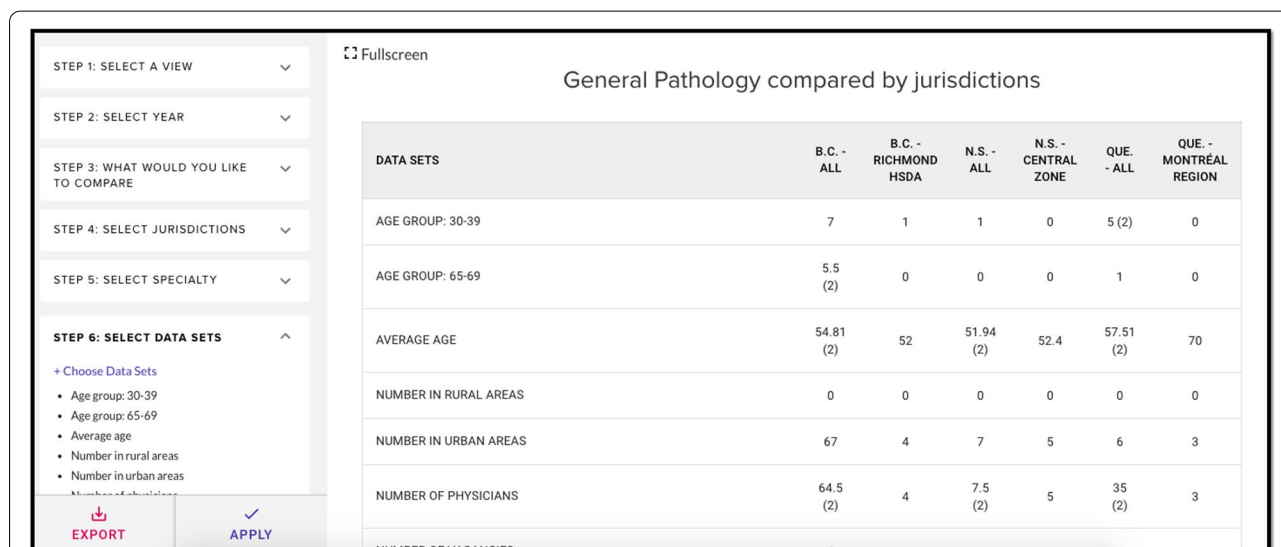 STEP 1: SELECT A VIEW
STEP 2: SELECT YEAR
STEP 3: WHAT WOULD YOU LIKE
TO COMPARE
STEP 4: SELECT JURISDICTIONS
STEP 5: SELECT SPECIALTY
STEP 6: SELECT DATA SETS
+ Choose Data Sets
• Age group: 30-39
• Age group: 65-69
• Average age
• Number in rural areas
• Number in urban areas
• Number of physicians
EXPORT APPLY
Fullscreen
General Pathology compared by jurisdictions
DATA SETS B.C. - ALL B.C. - RICHMOND HSDA N.S. - ALL N.S. - CENTRAL ZONE QUE. - ALL QUE. - MONTRÉAL REGION
AGE GROUP: 30-39 7 1 1 0 5 (2) 0
AGE GROUP: 65-69 5.5 (2) 0 0 0 1 0
AVERAGE AGE 54.81 (2) 52 51.94 (2) 52.4 57.51 (2) 70
NUMBER IN RURAL AREAS 0 0 0 0 0 0
NUMBER IN URBAN AREAS 67 4 7 5 6 3
NUMBER OF PHYSICIANS 64.5 (2) 4 7.5 (2) 5 35 (2) 3